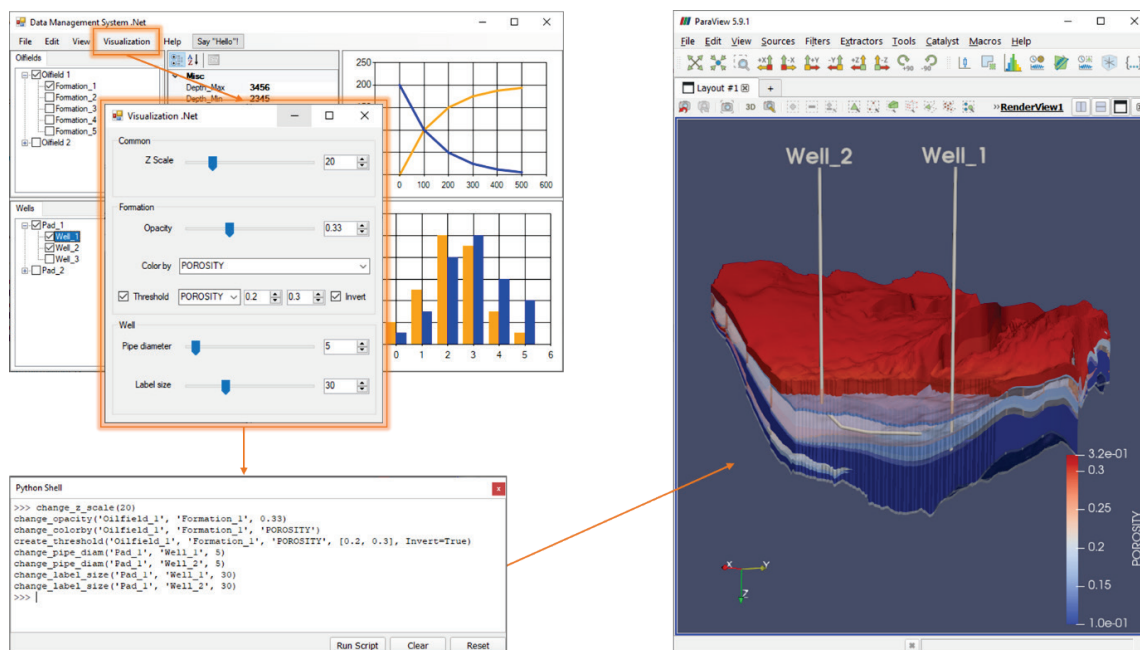 Data Management System .Net
File Edit View Visualization Help Say "Hello"!
Oilfields
Oilfield 1
Formation_1
Formation_2
Formation_3
Formation_4
Formation_5
Oilfield 2
Misc
Depth_Max 3456
Depth_Min 2345
250
200
0 100 200 300 400 500 600
Wells
Pad_1
Well_1
Well_2
Well_3
Pad_2
0 1 2 3 4 5 6
Visualization .Net
Common
Z Scale 20
Formation
Opacity 0.33
Color by POROSITY
Threshold POROSITY 0.2 0.3 Invert
Well
Pipe diameter 5
Label size 30
Python Shell
>>> change_z_scale(20)
change_opacity('Oilfield_1', 'Formation_1', 0.33)
change_colorby('Oilfield_1', 'Formation_1', 'POROSITY')
create_threshold('Oilfield_1', 'Formation_1', 'POROSITY', [0.2, 0.3], Invert=True)
change_pipe_diam('Pad_1', 'Well_1', 5)
change_pipe_diam('Pad_1', 'Well_2', 5)
change_label_size('Pad_1', 'Well_1', 30)
change_label_size('Pad_1', 'Well_2', 30)
>>>
Run Script Clear Reset
ParaView 5.9.1
File Edit View Sources Filters Extractors Tools Catalyst Macros Help
+X -X +Y -Y +Z -Z +90 -90
Layout #1 +
3D »RenderView1
Well_2 Well_1
3.2e-01
0.3
0.25
0.2
0.15
1.0e-01
POROSITY
X Y
Z